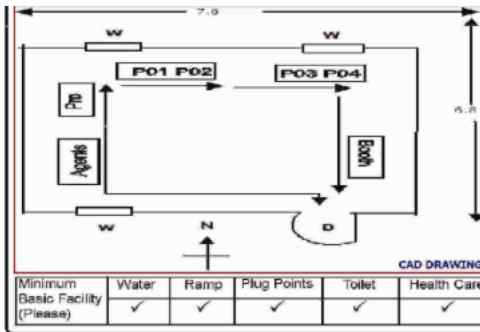 7.6
W W
P01 P02 P03 P04
Pro
Agents
Booth
W N D
CAD DRAWING
Minimum Basic Facility (Please) Water Ramp Plug Points Toilet Health Care
✓ ✓ ✓ ✓ ✓